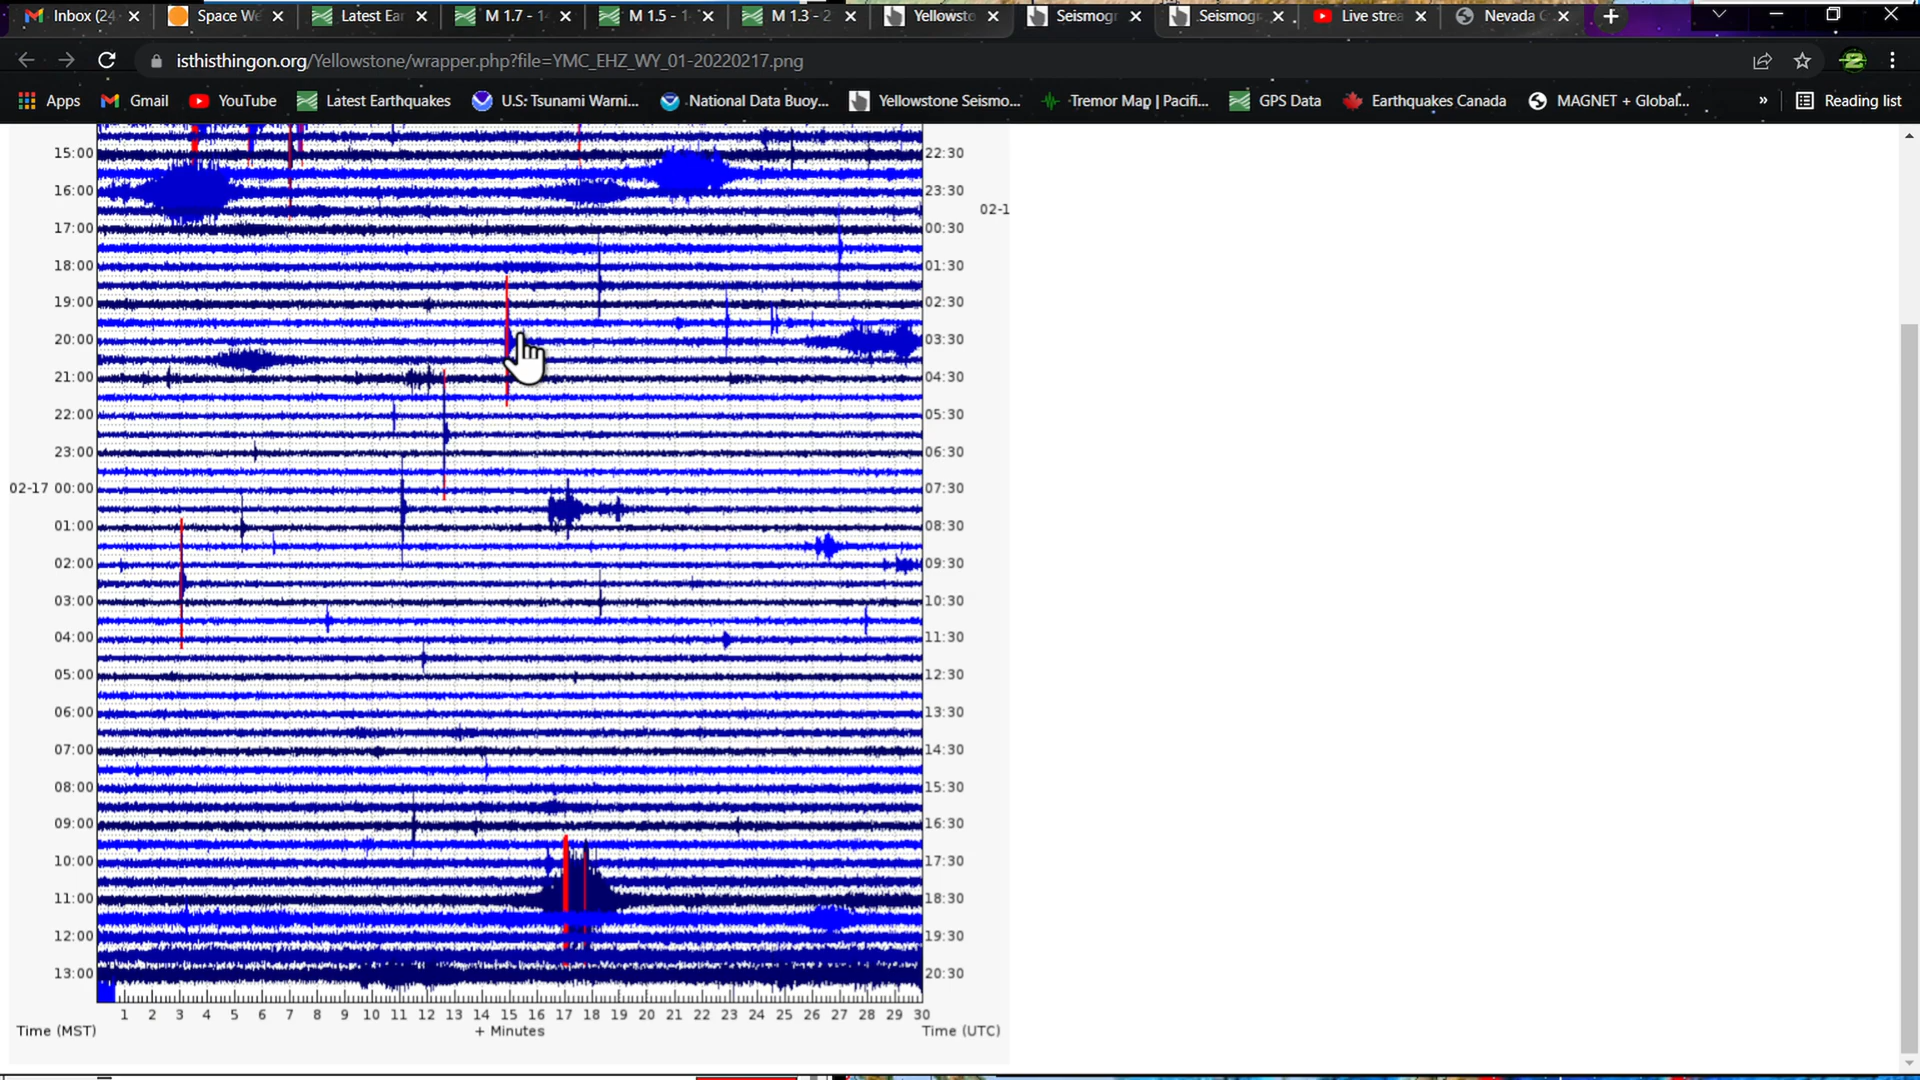 Inbox (24
Space We
Latest Ear
M 1.7 - 1
M 1.5 - 1
M 1.3 - 2
Yellowsto
Seismog
Seismog
Live strea
Nevada G
isthisthingon.org/Yellowstone/wrapper.php?file=YMC_EHZ_WY_01-20220217.png
Apps
Gmail
YouTube
Latest Earthquakes
U.S. Tsunami Warni...
National Data Buoy...
Yellowstone Seismo...
Tremor Map | Pacifi...
GPS Data
Earthquakes Canada
MAGNET + Global...
»
Reading list
15:00 22:30
16:00 23:30
02-1
17:00 00:30
18:00 01:30
19:00 02:30
20:00 03:30
21:00 04:30
22:00 05:30
23:00 06:30
02-17 00:00 07:30
01:00 08:30
02:00 09:30
03:00 10:30
04:00 11:30
05:00 12:30
06:00 13:30
07:00 14:30
08:00 15:30
09:00 16:30
10:00 17:30
11:00 18:30
12:00 19:30
13:00 20:30
1 2 3 4 5 6 7 8 9 10 11 12 13 14 15 16 17 18 19 20 21 22 23 24 25 26 27 28 29 30
Time (MST) + Minutes Time (UTC)